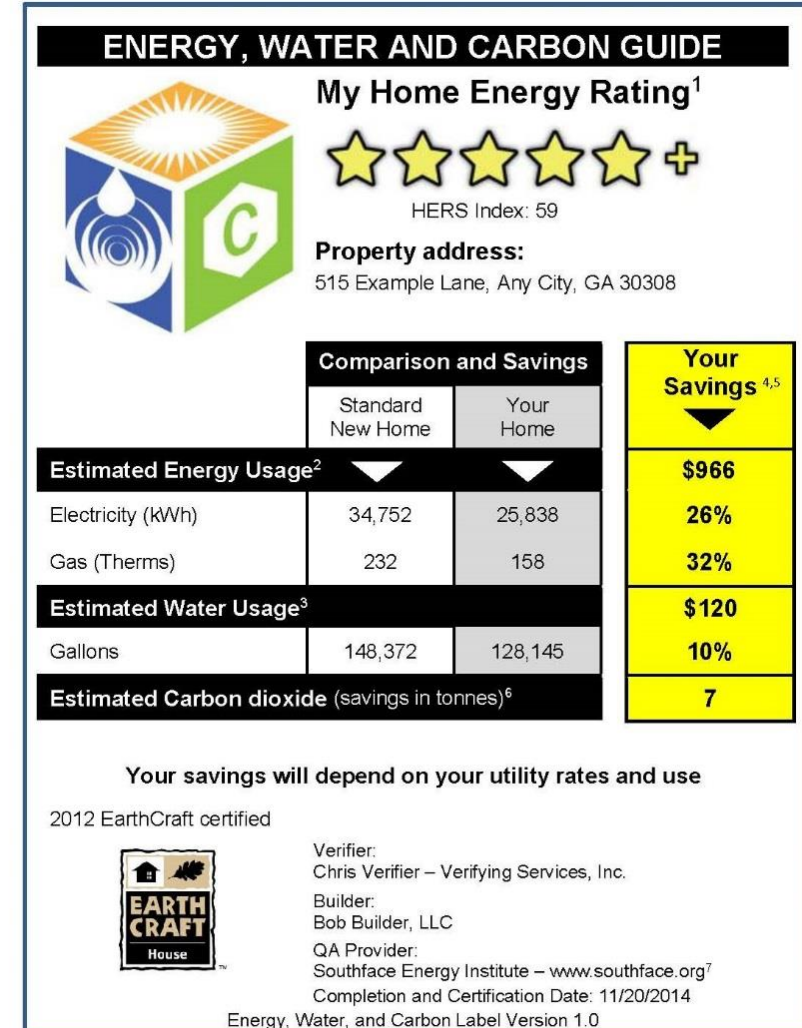 ENERGY, WATER AND CARBON GUIDE
C
My Home Energy Rating¹
HERS Index: 59
Property address:
515 Example Lane, Any City, GA 30308
Comparison and Savings
Standard New Home
Your Home
Your Savings ⁴,⁵
Estimated Energy Usage² $966
Electricity (kWh) 34,752 25,838 26%
Gas (Therms) 232 158 32%
Estimated Water Usage³ $120
Gallons 148,372 128,145 10%
Estimated Carbon dioxide (savings in tonnes)⁶ 7
Your savings will depend on your utility rates and use
2012 EarthCraft certified
EARTH
CRAFT
House
TM
Verifier:
Chris Verifier – Verifying Services, Inc.
Builder:
Bob Builder, LLC
QA Provider:
Southface Energy Institute – www.southface.org⁷
Completion and Certification Date: 11/20/2014
Energy, Water, and Carbon Label Version 1.0